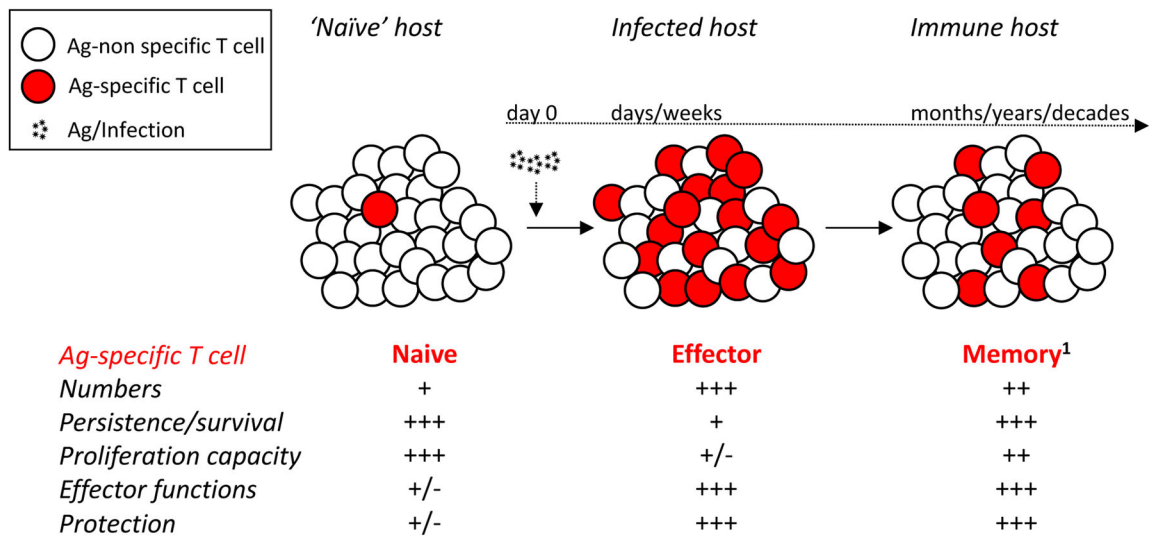 ‘Naïve’ host Infected host Immune host
Ag-non specific T cell
Ag-specific T cell
Ag/Infection
day 0 days/weeks months/years/decades
Ag-specific T cell Naive Effector Memory¹
Numbers + +++ ++
Persistence/survival +++ + +++
Proliferation capacity +++ +/- ++
Effector functions +/- +++ +++
Protection +/- +++ +++